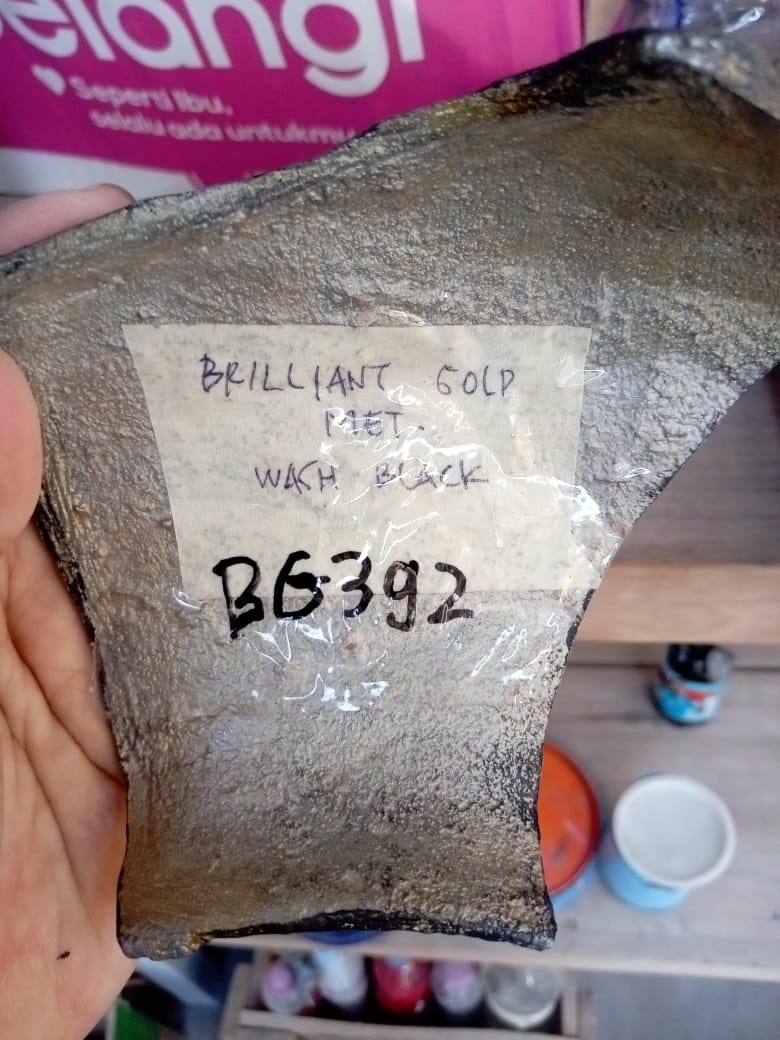 elangi
Seperti Ibu,
selalu ada untukmu
BRILLIANT GOLD
MET.
WASH BLACK
BG392